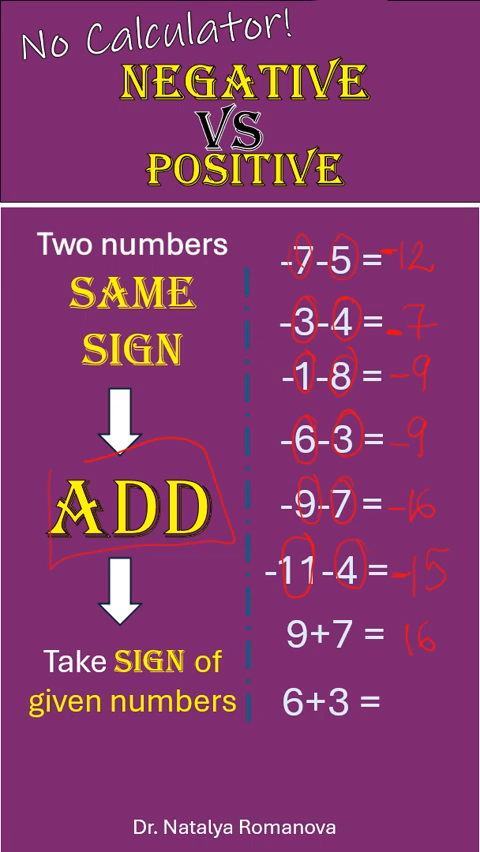 No Calculator!
NEGATIVE
VS
POSITIVE
Two numbers
SAME
SIGN
ADD
Take SIGN of
given numbers
-7-5 = -12
-3-4 = -7
-1-8 = -9
-6-3 = -9
-9-7 = -16
-11-4 = -15
9+7 = 16
6+3 =
Dr. Natalya Romanova